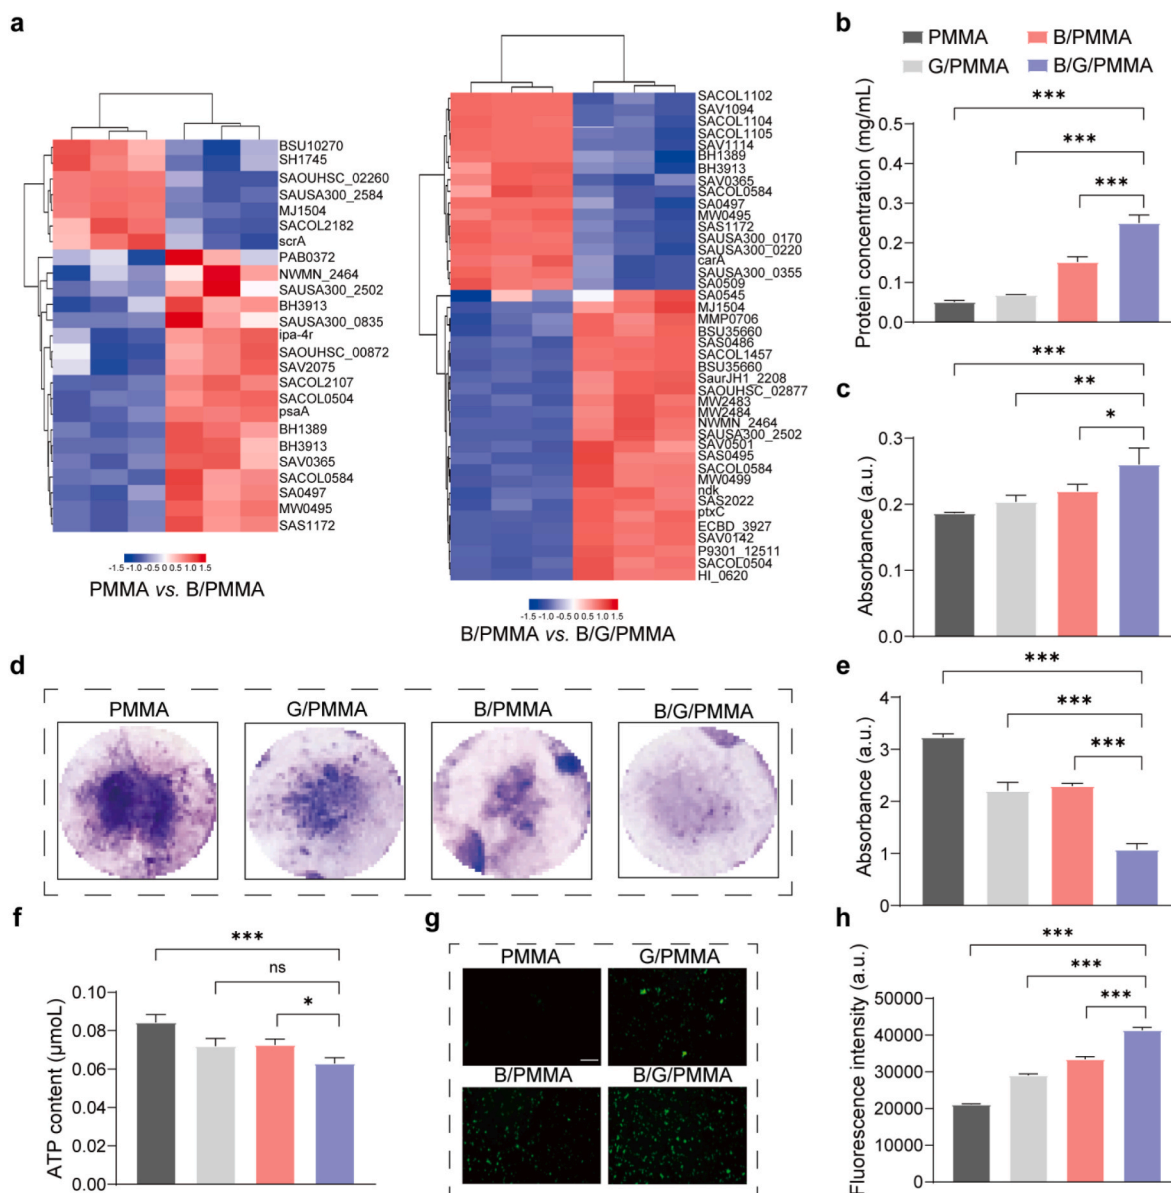 a
BSU10270
SH1745
SAOUHSC_02260
SAUSA300_2584
MJ1504
SACOL2182
scrA
PAB0372
NWMN_2464
SAUSA300_2502
BH3913
SAUSA300_0835
ipa-4r
SAOUHSC_00872
SAV2075
SACOL2107
SACOL0504
psaA
BH1389
BH3913
SAV0365
SACOL0584
SA0497
MW0495
SAS1172
-1.5 -1.0 -0.5 0 0.5 1.0 1.5
PMMA vs. B/PMMA
SACOL1102
SAV1094
SACOL1104
SACOL1105
SAV1114
BH1389
BH3913
SAV0365
SACOL0584
SA0497
MW0495
SAS1172
SAUSA300_0170
SAUSA300_0220
carA
SAUSA300_0355
SA0509
SA0545
MJ1504
MMP0706
BSU35660
SAS0486
SACOL1457
BSU35660
SaurJH1_2208
SAOUHSC_02877
MW2483
MW2484
NWMN_2464
SAUSA300_2502
SAV0501
SAS0495
SACOL0584
MW0499
ndk
SAS2022
ptxC
ECBD_3927
SAV0142
P9301_12511
SACOL0504
HI_0620
-1.5 -1.0 -0.5 0 0.5 1.0 1.5
B/PMMA vs. B/G/PMMA
b
PMMA B/PMMA
G/PMMA B/G/PMMA
Protein concentration (mg/mL)
0.5
0.4
0.3
0.2
0.1
0.0
***
***
***
c
Absorbance (a.u.)
0.3
0.2
0.1
0.0
***
**
*
d
PMMA
G/PMMA
B/PMMA
B/G/PMMA
e
Absorbance (a.u.)
4
3
2
1
0
***
***
***
f
ATP content (μmoL)
0.10
0.08
0.06
0.04
0.02
0.00
***
ns
*
g
PMMA
G/PMMA
B/PMMA
B/G/PMMA
h
Fluorescence intensity (a.u.)
50000
40000
30000
20000
10000
0
***
***
***